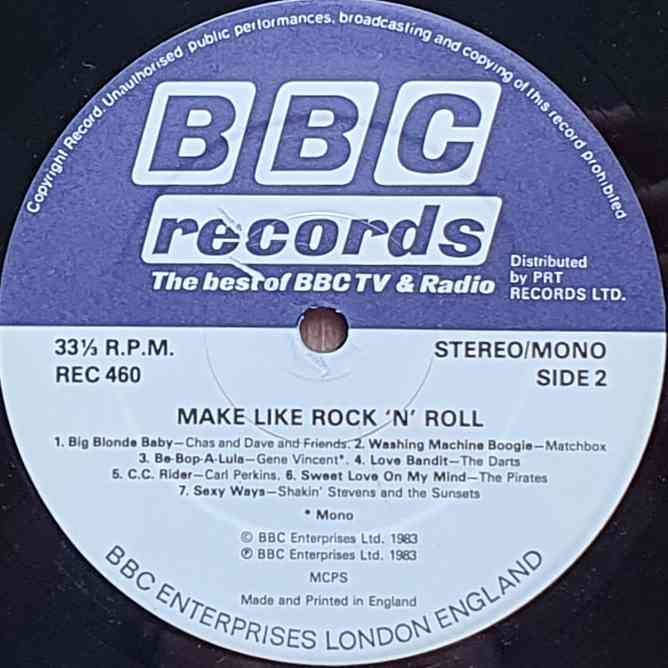 Copyright Record. Unauthorised public performances, broadcasting and copying of this record prohibited
BBC
records
The best of BBC TV & Radio
Distributed
by PRT
RECORDS LTD.
33⅓ R.P.M.
STEREO/MONO
REC 460
SIDE 2
MAKE LIKE ROCK 'N' ROLL
1. Big Blonde Baby—Chas and Dave and Friends. 2. Washing Machine Boogie—Matchbox
3. Be-Bop-A-Lula—Gene Vincent*. 4. Love Bandit—The Darts
5. C.C. Rider—Carl Perkins. 6. Sweet Love On My Mind—The Pirates
7. Sexy Ways—Shakin' Stevens and the Sunsets
* Mono
© BBC Enterprises Ltd. 1983
℗ BBC Enterprises Ltd. 1983
MCPS
Made and Printed in England
BBC ENTERPRISES LONDON ENGLAND